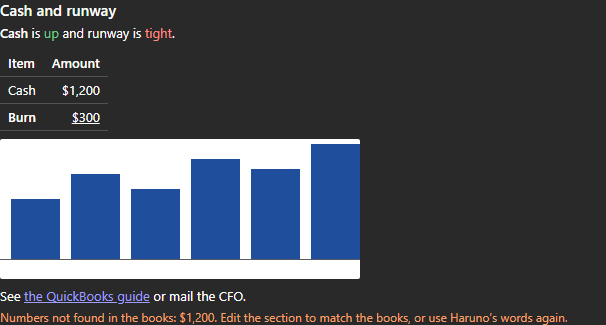 Cash and runway
Cash is up and runway is tight.
Item Amount
Cash $1,200
Burn $300
See the QuickBooks guide or mail the CFO.
Numbers not found in the books: $1,200. Edit the section to match the books, or use Haruno's words again.